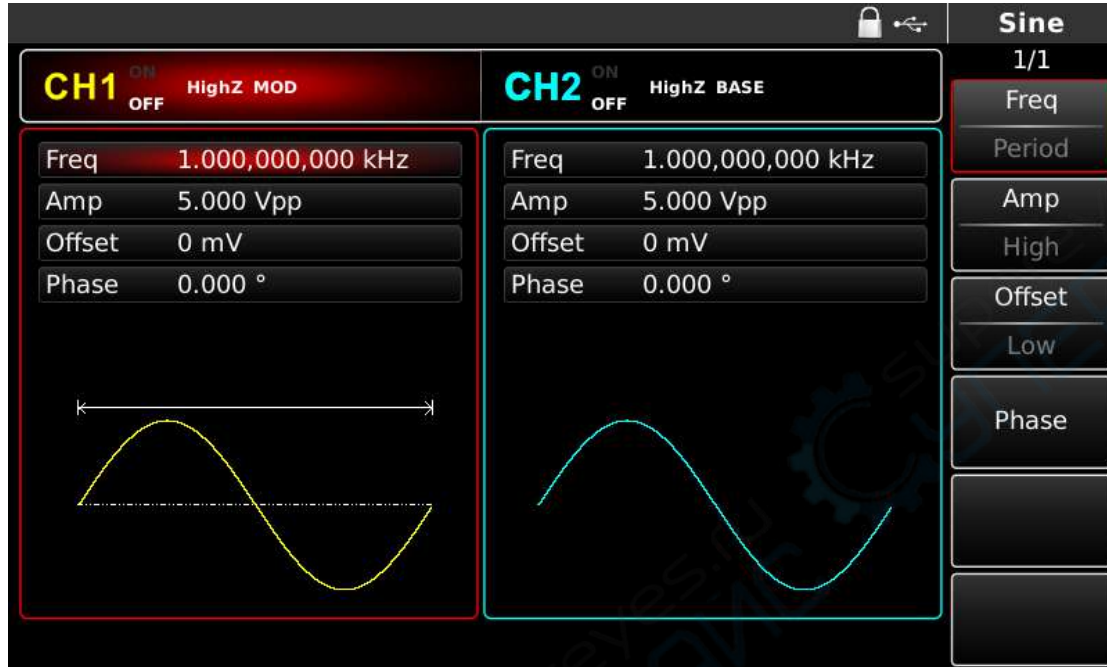 Sine
1/1
CH1 ON OFF HighZ MOD
CH2 ON OFF HighZ BASE
Freq 1.000,000,000 kHz
Amp 5.000 Vpp
Offset 0 mV
Phase 0.000 °
Freq 1.000,000,000 kHz
Amp 5.000 Vpp
Offset 0 mV
Phase 0.000 °
Freq
Period
Amp
High
Offset
Low
Phase